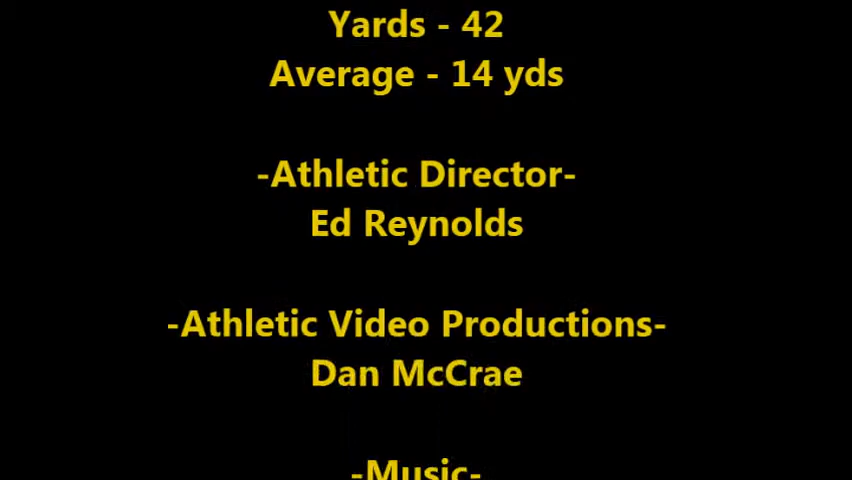 Yards - 42
Average - 14 yds
-Athletic Director-
Ed Reynolds
-Athletic Video Productions-
Dan McCrae
-Music-